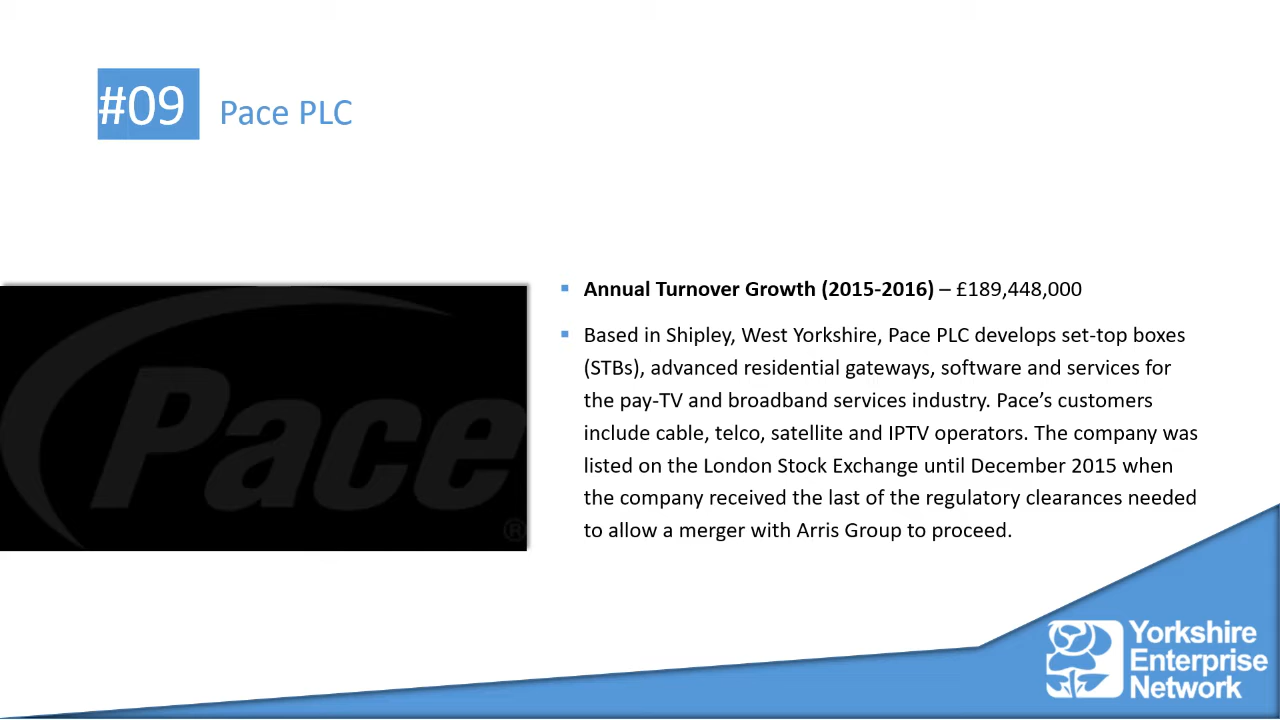 #09 Pace PLC
Annual Turnover Growth (2015-2016) – £189,448,000
Based in Shipley, West Yorkshire, Pace PLC develops set-top boxes
(STBs), advanced residential gateways, software and services for
the pay-TV and broadband services industry. Pace’s customers
include cable, telco, satellite and IPTV operators. The company was
listed on the London Stock Exchange until December 2015 when
the company received the last of the regulatory clearances needed
to allow a merger with Arris Group to proceed.
Pace®
Yorkshire
Enterprise
Network